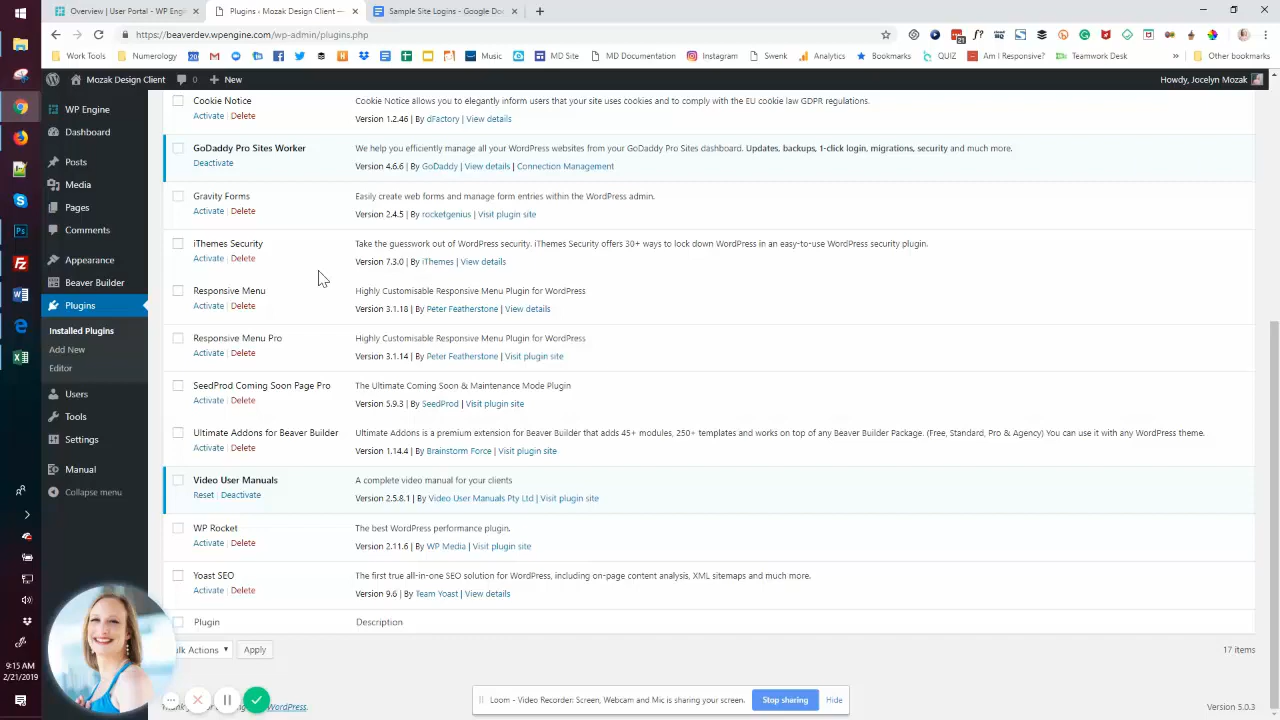 Overview | User Portal - WP Engi
Plugins ‹ Mozak Design Client —
Sample Site Logins - Google Doc
https://beaverdev.wpengine.com/wp-admin/plugins.php
Work Tools
Numerology
Music
MD Site
MD Documentation
Instagram
Swenk
Analytics
Bookmarks
QUIZ
Am I Responsive?
Teamwork Desk
»
Other bookmarks
Mozak Design Client
0
New
Howdy, Jocelyn Mozak
WP Engine
Dashboard
Posts
Media
Pages
Comments
Appearance
Beaver Builder
Plugins
Installed Plugins
Add New
Editor
Users
Tools
Settings
Manual
Collapse menu
Cookie Notice
Cookie Notice allows you to elegantly inform users that your site uses cookies and to comply with the EU cookie law GDPR regulations.
Activate | Delete
Version 1.2.46 | By dFactory | View details
GoDaddy Pro Sites Worker
We help you efficiently manage all your WordPress websites from your GoDaddy Pro Sites dashboard. Updates, backups, 1-click login, migrations, security and much more.
Deactivate
Version 4.6.6 | By GoDaddy | View details | Connection Management
Gravity Forms
Easily create web forms and manage form entries within the WordPress admin.
Activate | Delete
Version 2.4.5 | By rocketgenius | Visit plugin site
iThemes Security
Take the guesswork out of WordPress security. iThemes Security offers 30+ ways to lock down WordPress in an easy-to-use WordPress security plugin.
Activate | Delete
Version 7.3.0 | By iThemes | View details
Responsive Menu
Highly Customisable Responsive Menu Plugin for WordPress
Activate | Delete
Version 3.1.18 | By Peter Featherstone | View details
Responsive Menu Pro
Highly Customisable Responsive Menu Plugin for WordPress
Activate | Delete
Version 3.1.14 | By Peter Featherstone | Visit plugin site
SeedProd Coming Soon Page Pro
The Ultimate Coming Soon & Maintenance Mode Plugin
Activate | Delete
Version 5.9.3 | By SeedProd | Visit plugin site
Ultimate Addons for Beaver Builder
Ultimate Addons is a premium extension for Beaver Builder that adds 45+ modules, 250+ templates and works on top of any Beaver Builder Package. (Free, Standard, Pro & Agency) You can use it with any WordPress theme.
Activate | Delete
Version 1.14.4 | By Brainstorm Force | Visit plugin site
Video User Manuals
A complete video manual for your clients
Reset | Deactivate
Version 2.5.8.1 | By Video User Manuals Pty Ltd | Visit plugin site
WP Rocket
The best WordPress performance plugin.
Activate | Delete
Version 2.11.6 | By WP Media | Visit plugin site
Yoast SEO
The first true all-in-one SEO solution for WordPress, including on-page content analysis, XML sitemaps and much more.
Activate | Delete
Version 9.6 | By Team Yoast | View details
Plugin
Description
ulk Actions
Apply
17 items
9:15 AM
2/21/2019
Loom - Video Recorder: Screen, Webcam and Mic is sharing your screen.
Stop sharing
Hide
WordPress.
Version 5.0.3